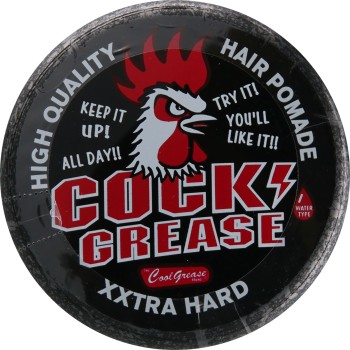 HIGH QUALITY
HAIR POMADE
KEEP IT
UP!
ALL DAY!!
TRY IT!
YOU'LL
LIKE IT!!
COCK
GREASE
WATER
TYPE
Cool Grease
XXTRA HARD